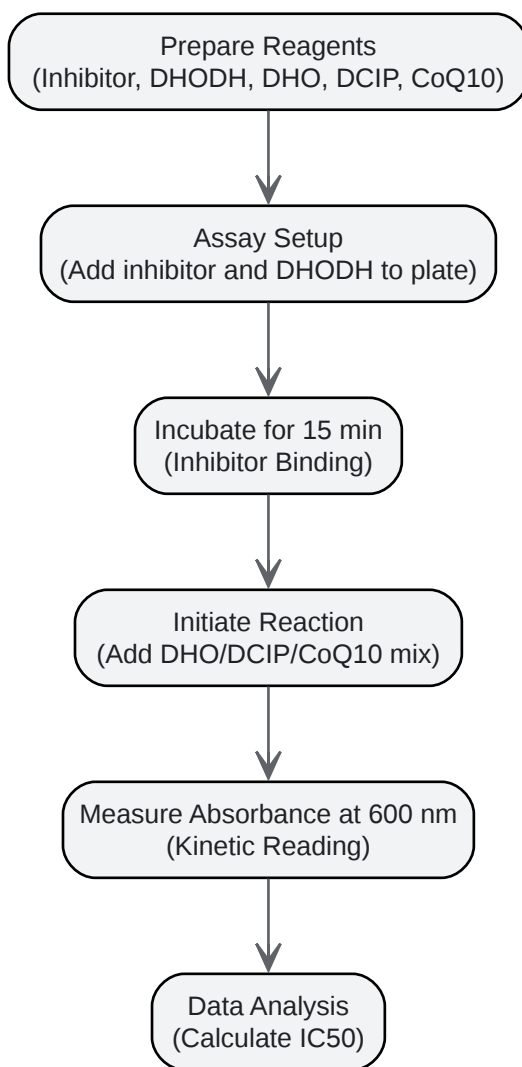 Prepare Reagents
(Inhibitor, DHODH, DHO, DCIP, CoQ10)
Assay Setup
(Add inhibitor and DHODH to plate)
Incubate for 15 min
(Inhibitor Binding)
Initiate Reaction
(Add DHO/DCIP/CoQ10 mix)
Measure Absorbance at 600 nm
(Kinetic Reading)
Data Analysis
(Calculate IC50)